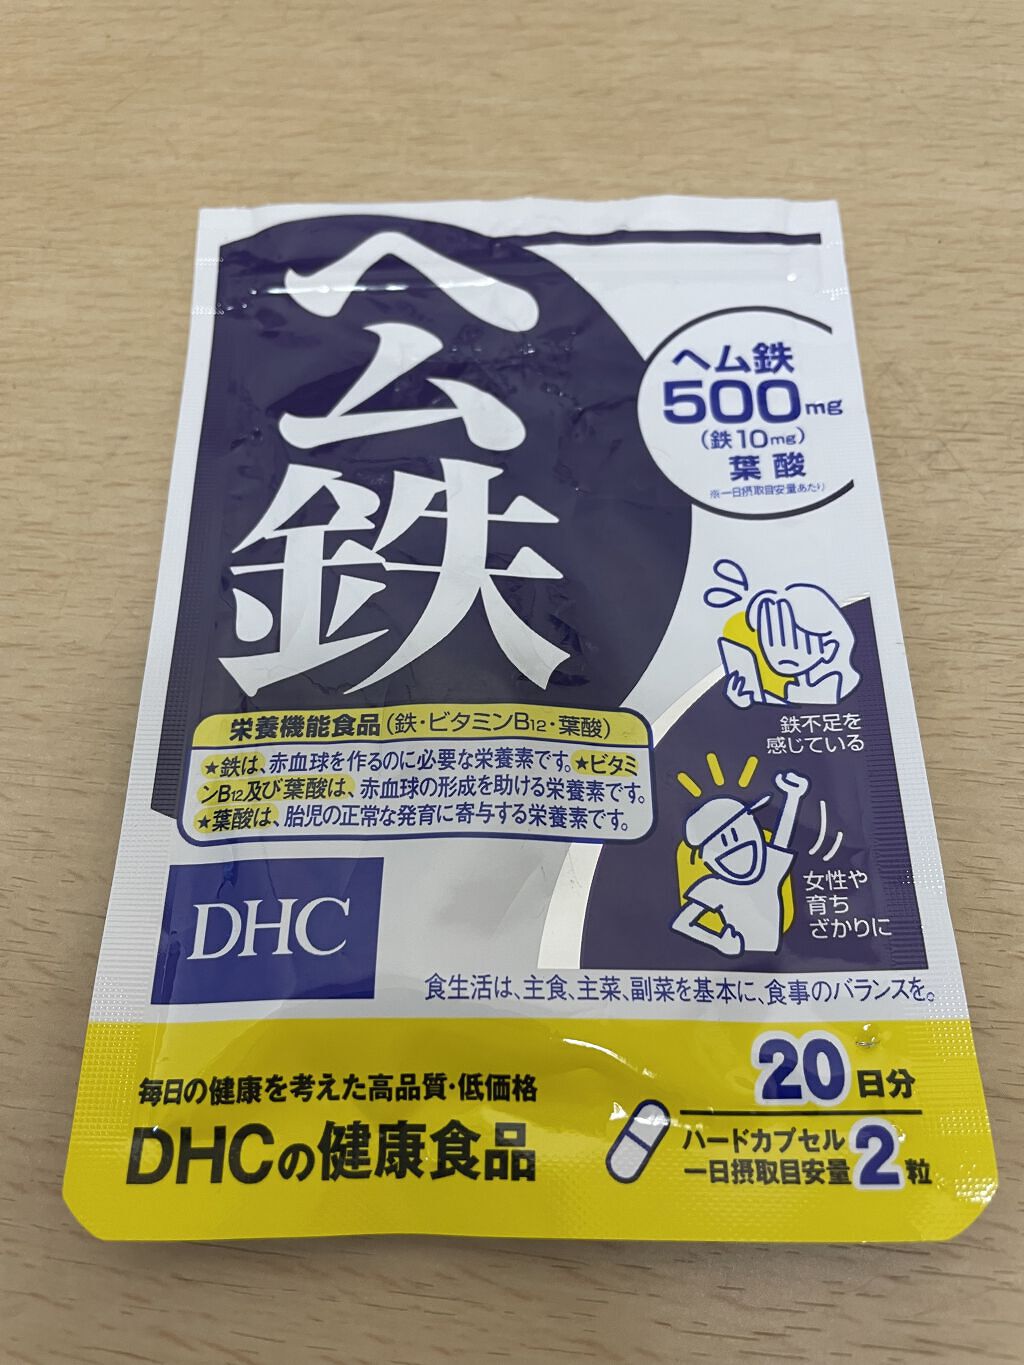 ヘム鉄
ヘム鉄
500mg
(鉄10mg)
葉酸
※一日摂取目安量あたり
鉄不足を
感じている
女性や
育ち
ざかりに
栄養機能食品(鉄・ビタミンB12・葉酸)
★鉄は、赤血球を作るのに必要な栄養素です。★ビタミ
ンB12及び葉酸は、赤血球の形成を助ける栄養素です。
★葉酸は、胎児の正常な発育に寄与する栄養素です。
DHC
食生活は、主食、主菜、副菜を基本に、食事のバランスを。
毎日の健康を考えた高品質・低価格
DHCの健康食品
20日分
ハードカプセル
一日摂取目安量2粒